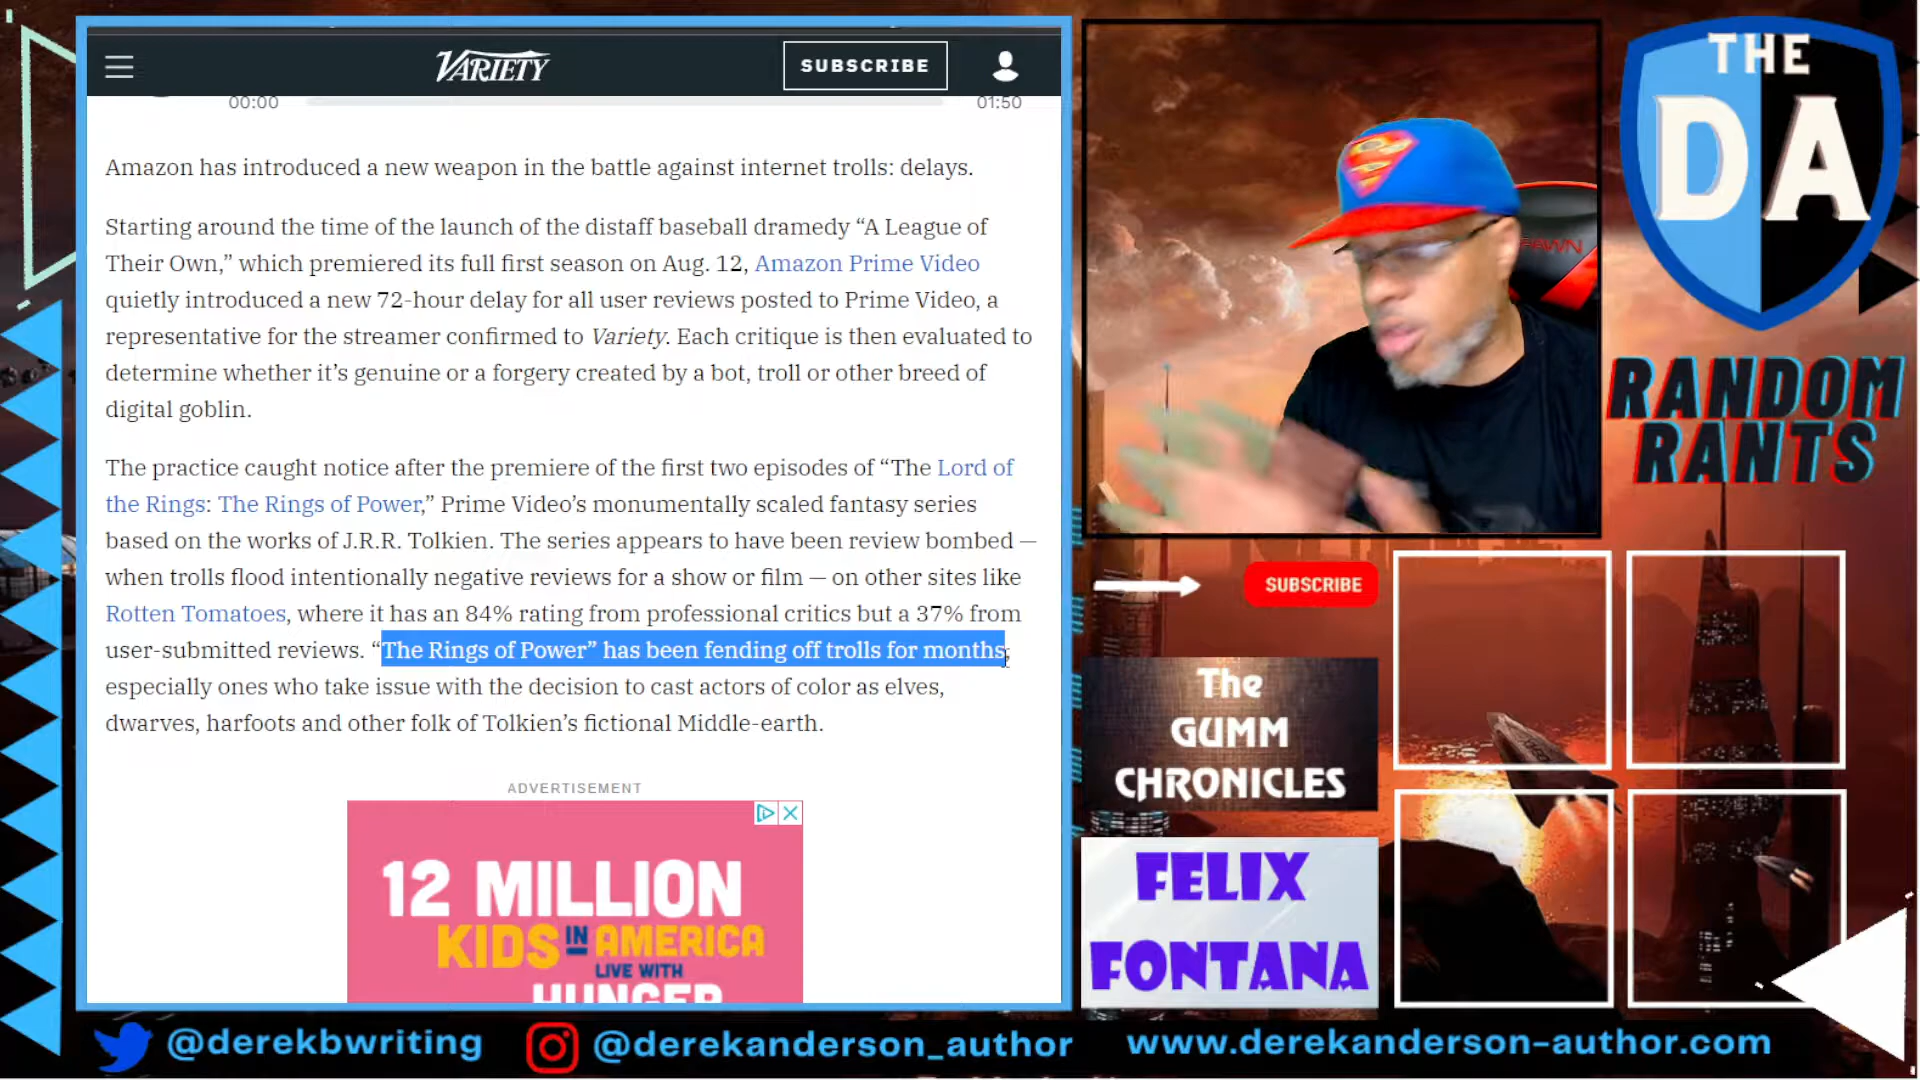 VARIETY
SUBSCRIBE
00:00
01:50
Amazon has introduced a new weapon in the battle against internet trolls: delays.
Starting around the time of the launch of the distaff baseball dramedy “A League of
Their Own,” which premiered its full first season on Aug. 12, Amazon Prime Video
quietly introduced a new 72-hour delay for all user reviews posted to Prime Video, a
representative for the streamer confirmed to Variety. Each critique is then evaluated to
determine whether it’s genuine or a forgery created by a bot, troll or other breed of
digital goblin.
The practice caught notice after the premiere of the first two episodes of “The Lord of
the Rings: The Rings of Power,” Prime Video’s monumentally scaled fantasy series
based on the works of J.R.R. Tolkien. The series appears to have been review bombed —
when trolls flood intentionally negative reviews for a show or film — on other sites like
Rotten Tomatoes, where it has an 84% rating from professional critics but a 37% from
user-submitted reviews. “The Rings of Power” has been fending off trolls for months,
especially ones who take issue with the decision to cast actors of color as elves,
dwarves, harfoots and other folk of Tolkien’s fictional Middle-earth.
ADVERTISEMENT
12 MILLION
KIDS IN AMERICA
LIVE WITH
HUNGER
THE
DA
RANDOM
RANTS
SUBSCRIBE
The
GUMM
CHRONICLES
FELIX
FONTANA
@derekbwriting
@derekanderson_author
www.derekanderson-author.com